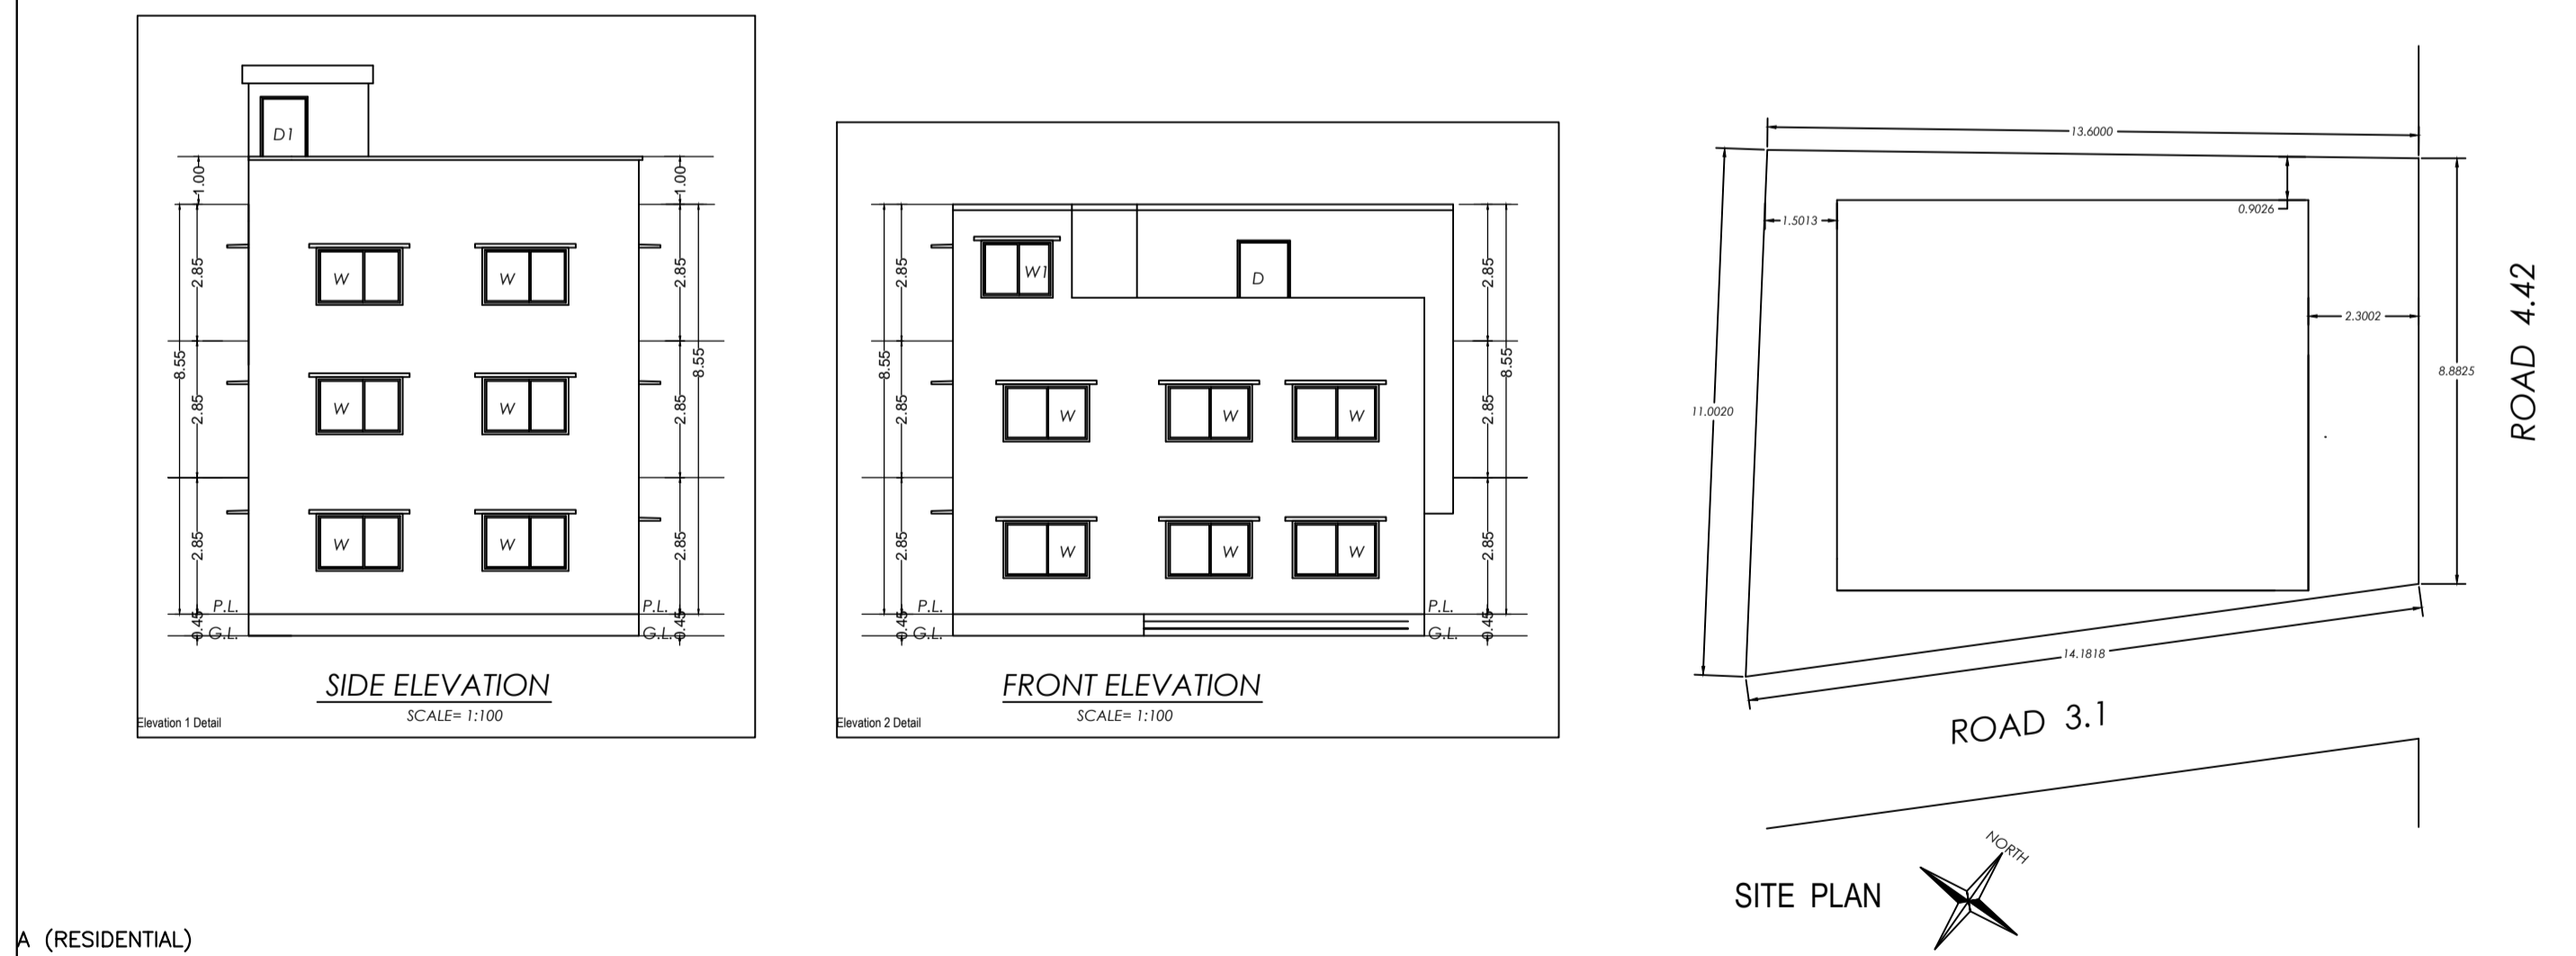 D1
1.00
1.00
W
W
2.85
2.85
W
W
2.85
2.85
8.55
8.55
W
W
2.85
2.85
P.L.
P.L.
0.45
G.L.
G.L.
0.45
SIDE ELEVATION
SCALE= 1:100
Elevation 1 Detail
W1
D
2.85
2.85
8.55
8.55
W
W
W
2.85
2.85
W
W
W
2.85
2.85
P.L.
P.L.
0.45
G.L.
G.L.
0.45
FRONT ELEVATION
SCALE= 1:100
Elevation 2 Detail
13.6000
1.5013
0.9026
2.3002
8.8825
11.0020
14.1818
ROAD 4.42
ROAD 3.1
NORTH
SITE PLAN
A (RESIDENTIAL)